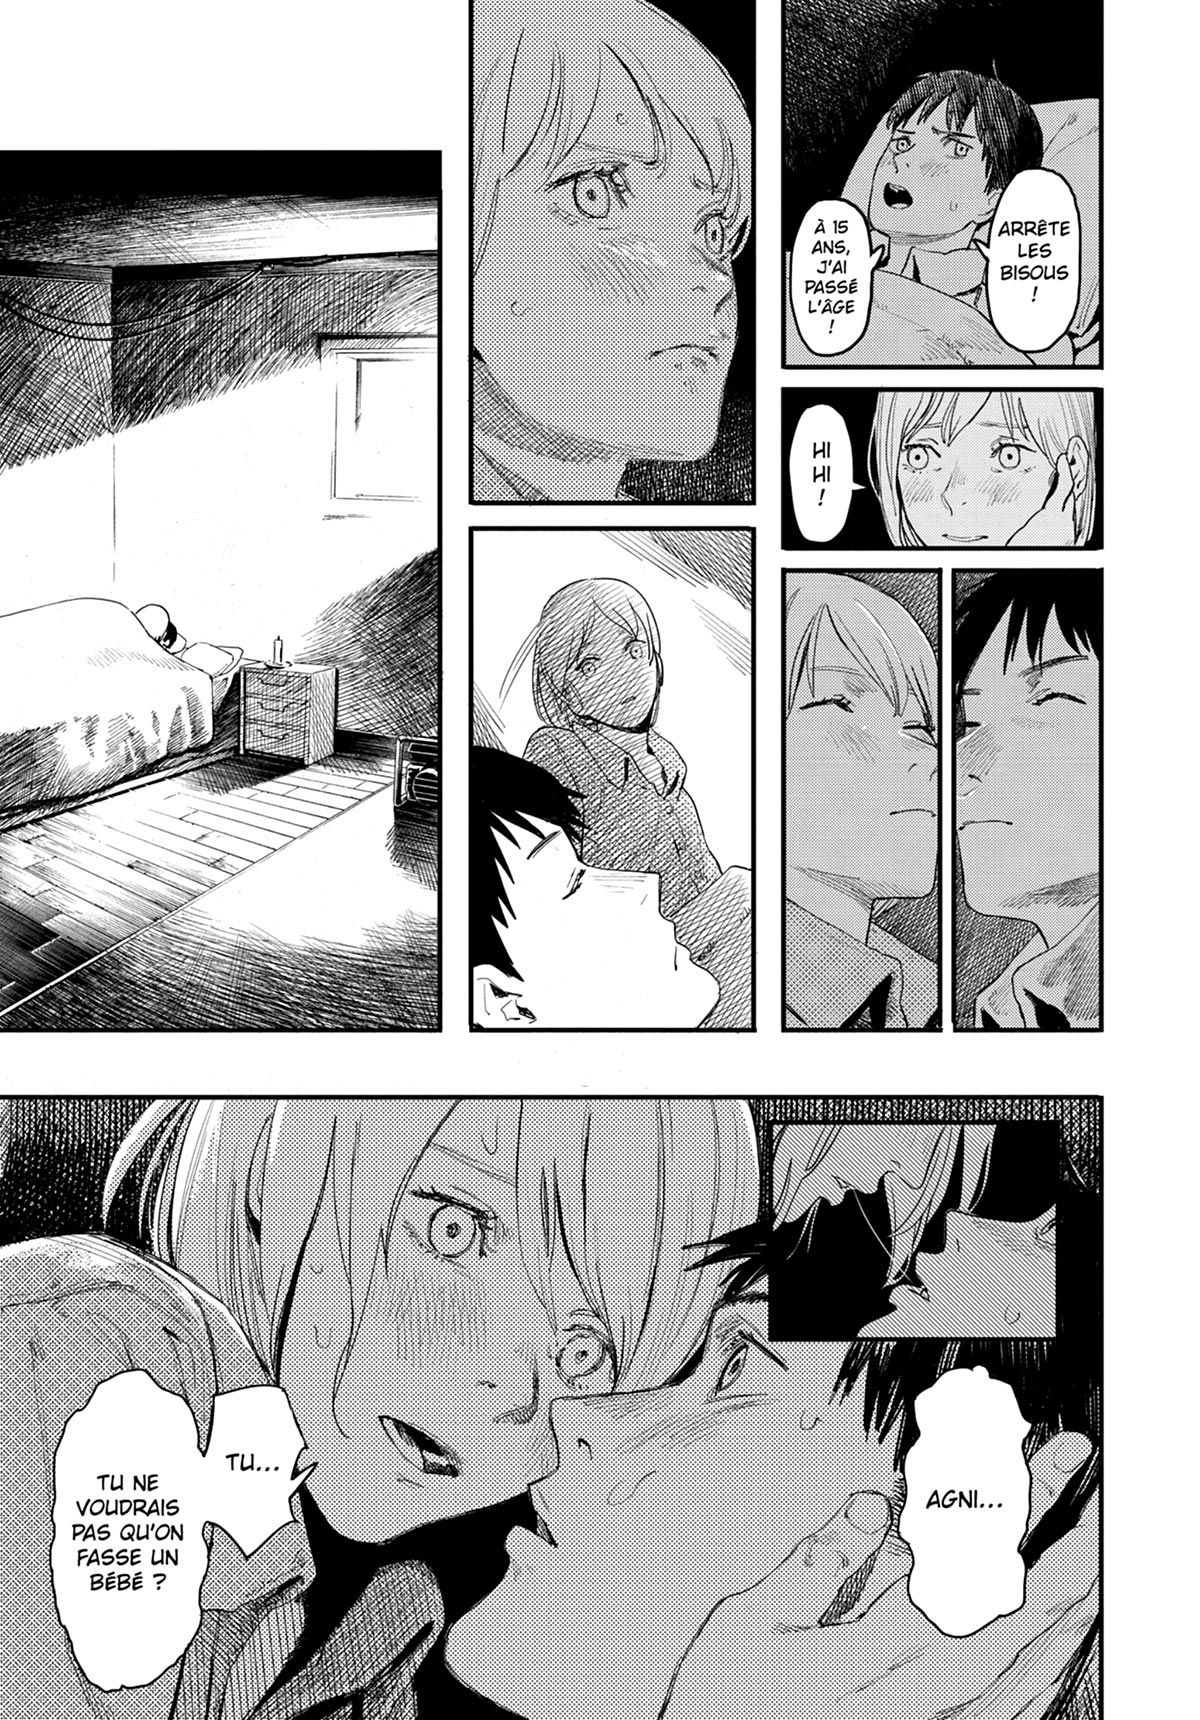 ARRÊTE
LES
BISOUS
!
À 15
ANS,
J'AI
PASSÉ
L'ÂGE
!
HI
HI
!
AGNI...
TU...
TU NE
VOUDRAIS
PAS QU'ON
FASSE UN
BÉBÉ ?